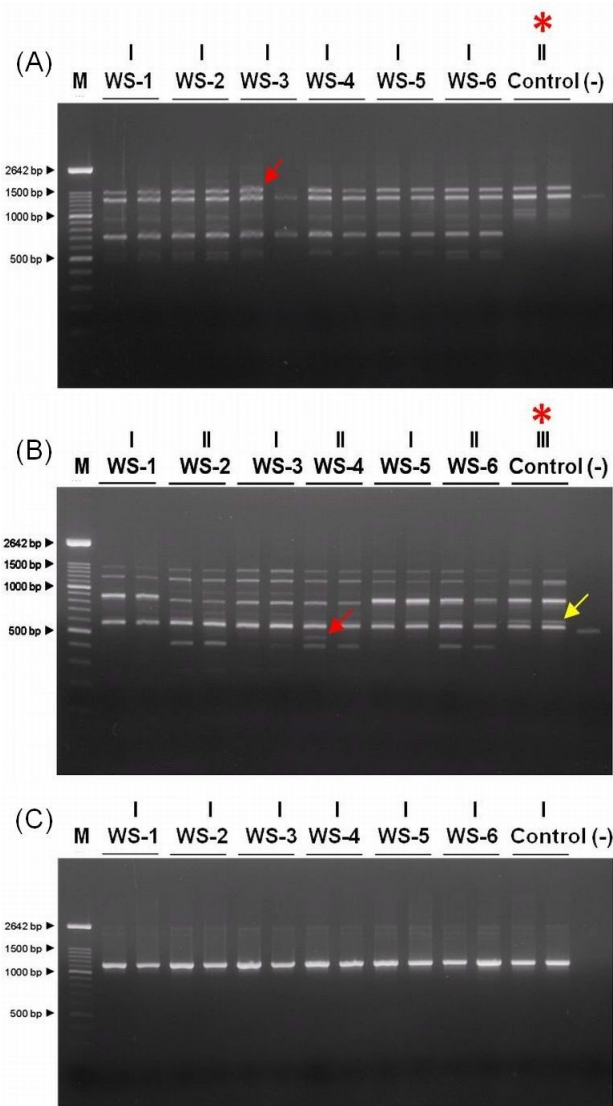 (A)
I I I I I I *
II
M WS-1 WS-2 WS-3 WS-4 WS-5 WS-6 Control (-)
2642 bp ►
1500 bp ►
1000 bp ►
500 bp ►
(B)
*
I II I II I II III
M WS-1 WS-2 WS-3 WS-4 WS-5 WS-6 Control (-)
2642 bp ►
1500 bp ►
1000 bp ►
500 bp ►
(C)
I I I I I I I
M WS-1 WS-2 WS-3 WS-4 WS-5 WS-6 Control (-)
2642 bp ►
1500 bp ►
1000 bp ►
500 bp ►